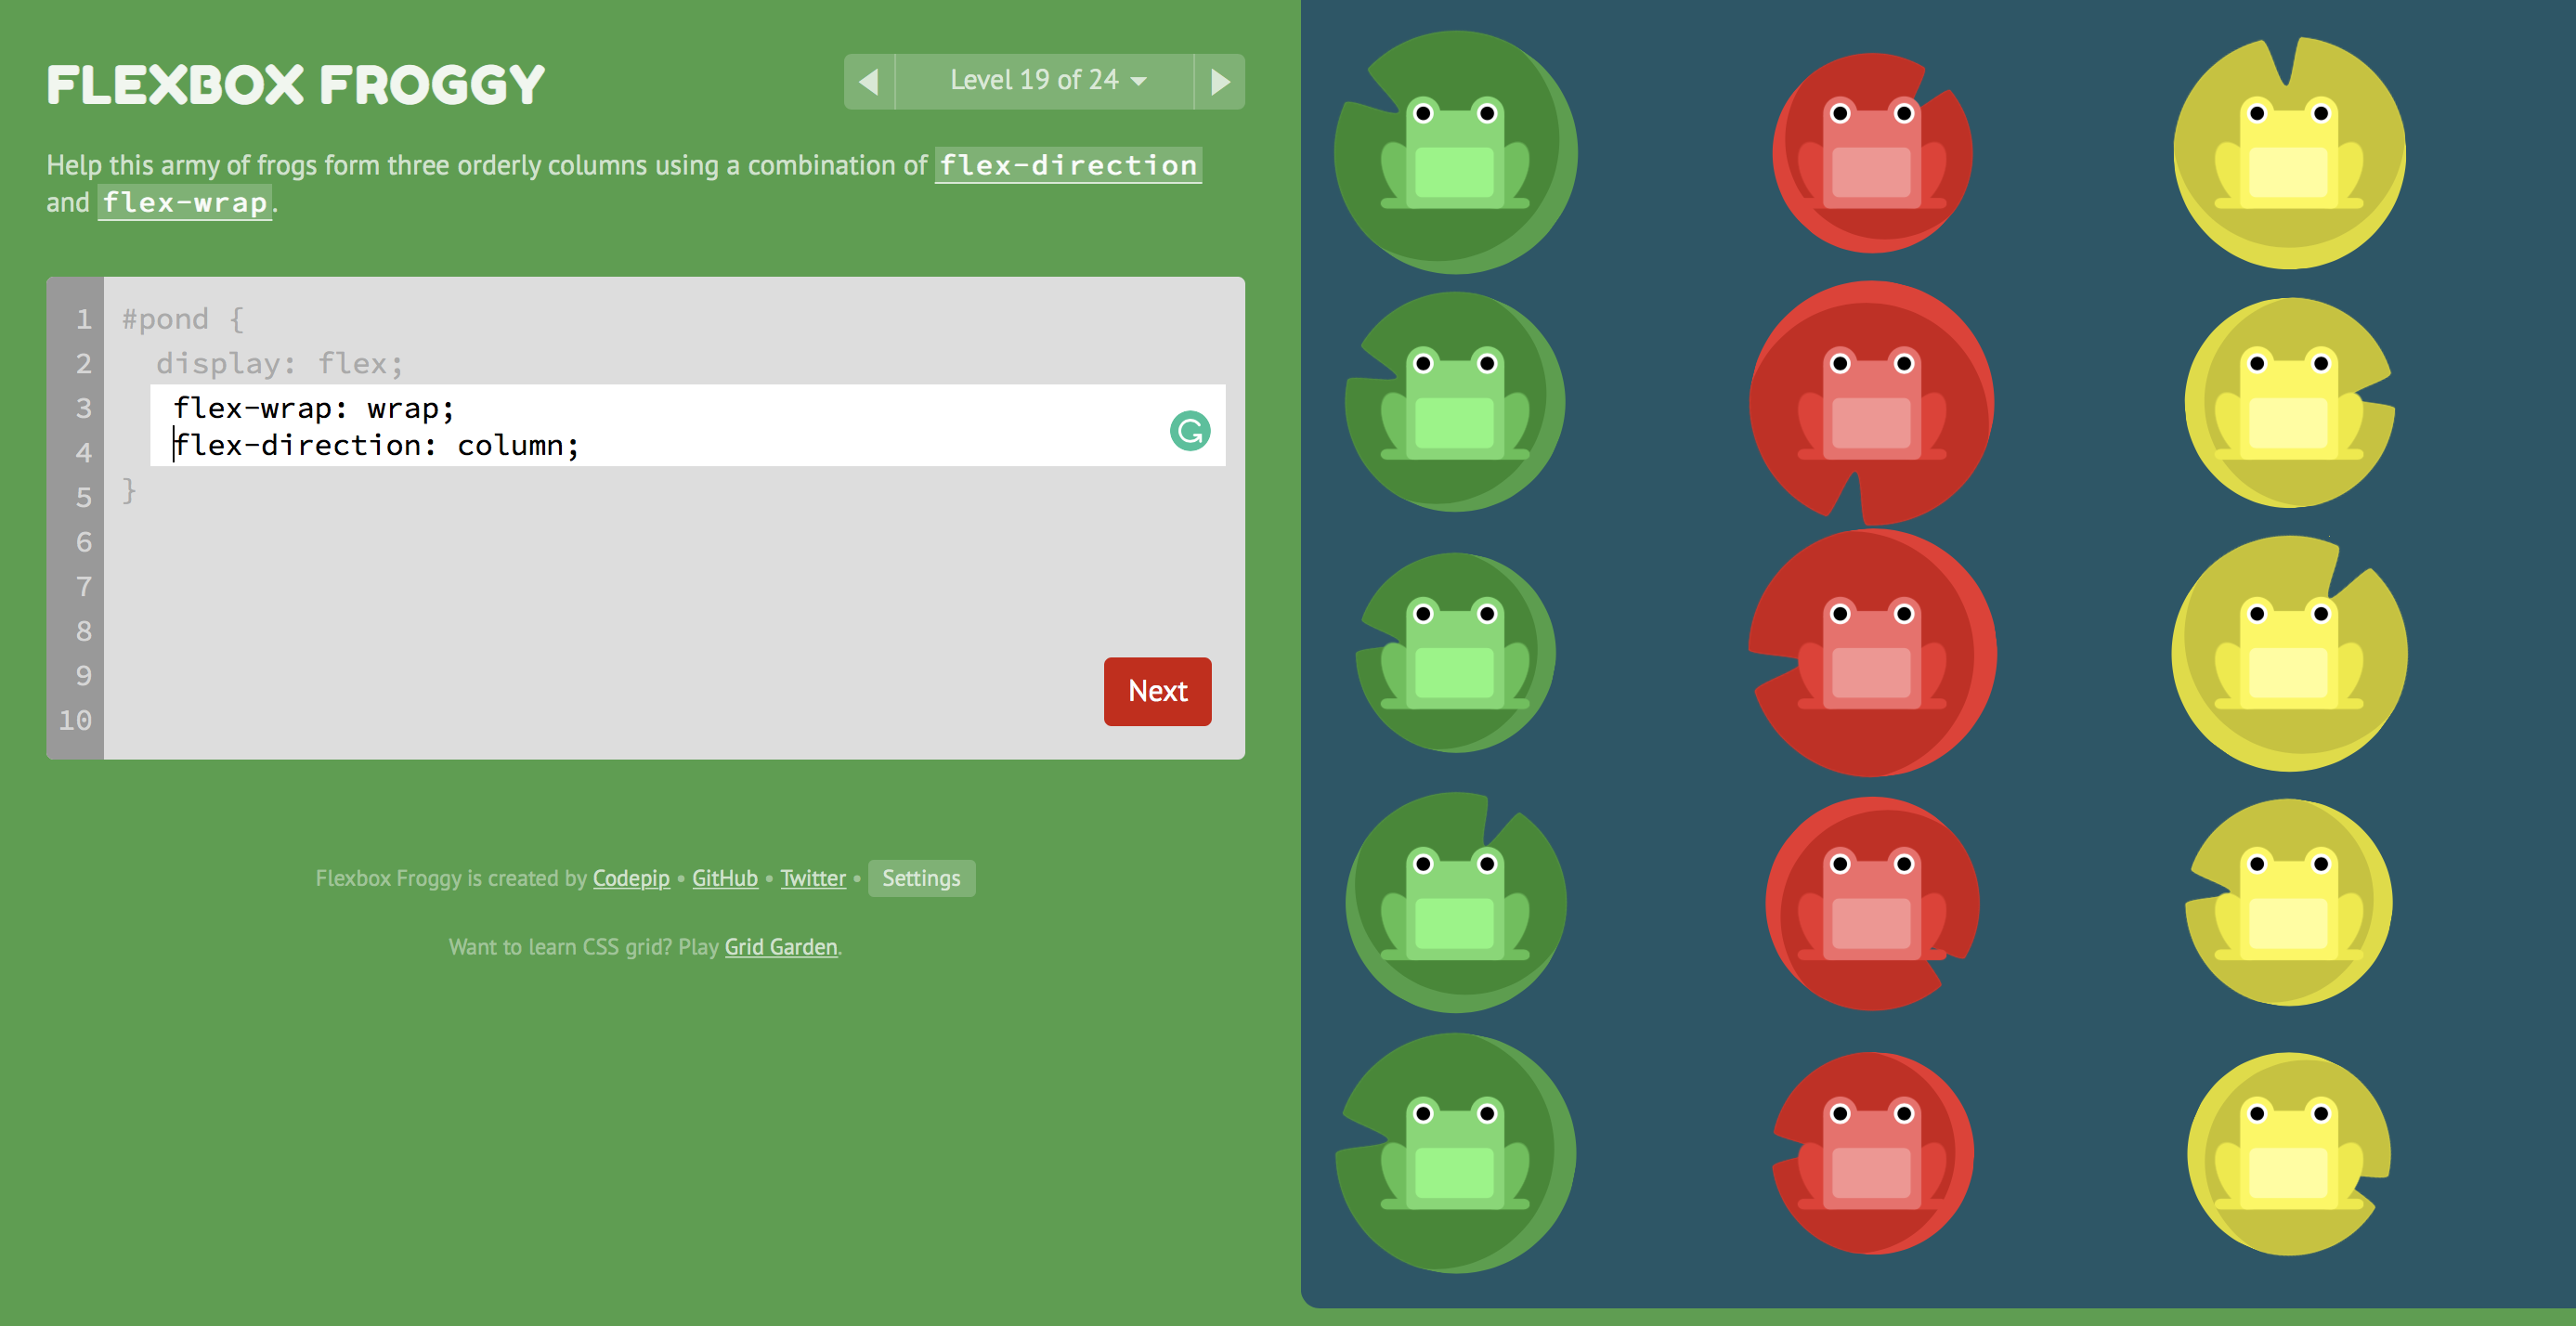 FLEXBOX FROGGY
Level 19 of 24
Help this army of frogs form three orderly columns using a combination of flex-direction
and flex-wrap.
1 #pond {
2 display: flex;
3 flex-wrap: wrap;
4 flex-direction: column;
5 }
6
7
8
9
10
Next
Flexbox Froggy is created by Codepip • GitHub • Twitter • Settings
Want to learn CSS grid? Play Grid Garden.